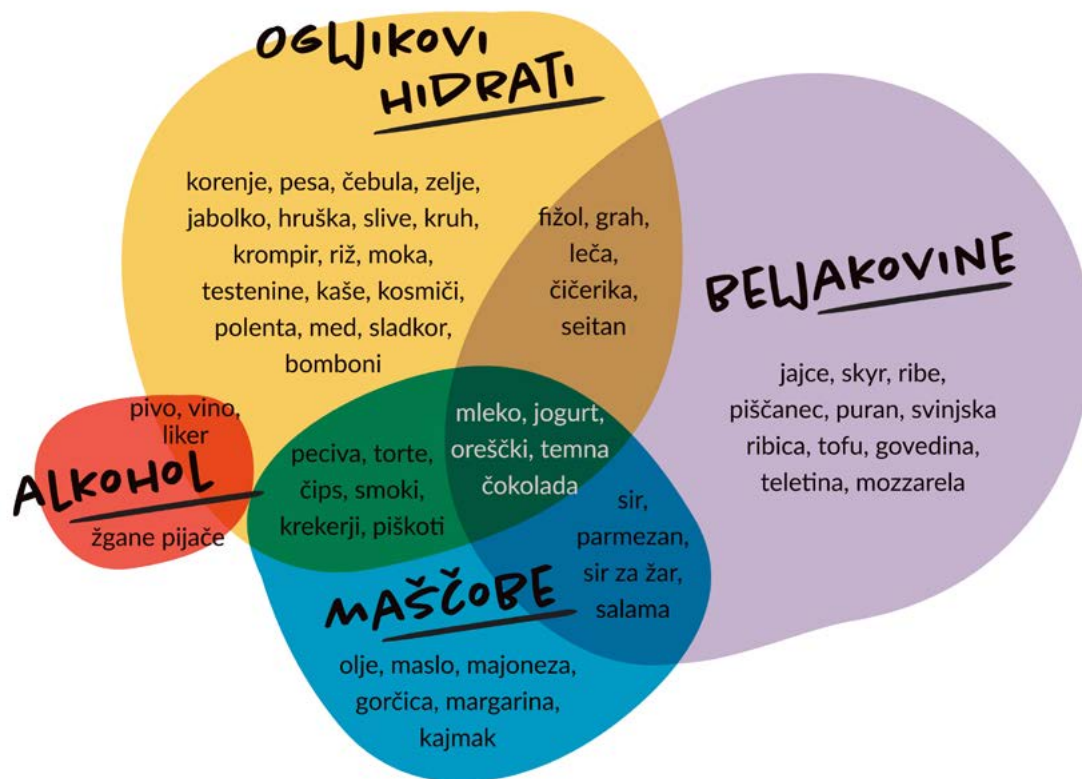 OGLJIKOVI
HIDRATI
korenje, pesa, čebula, zelje,
jabolko, hruška, slive, kruh,
krompir, riž, moka,
testenine, kaše, kosmiči,
polenta, med, sladkor,
bomboni
fižol, grah,
leča,
čičerika,
seitan
BELJAKOVINE
jajce, skyr, ribe,
piščanec, puran, svinjska
ribica, tofu, govedina,
teletina, mozzarela
pivo, vino,
liker
ALKOHOL
žgane pijače
peciva, torte,
čips, smoki,
krekerji, piškoti
mleko, jogurt,
oreščki, temna
čokolada
sir,
parmezan,
sir za žar,
salama
MAŠČOBE
olje, maslo, majoneza,
gorčica, margarina,
kajmak